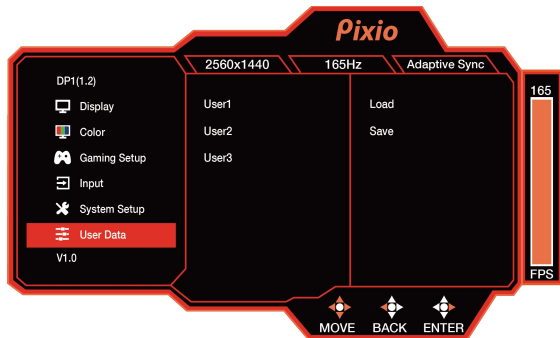 Pixio
2560x1440 165Hz Adaptive Sync
DP1(1.2)
Display
Color
Gaming Setup
Input
System Setup
User Data
V1.0
User1
User2
User3
Load
Save
165
FPS
MOVE BACK ENTER